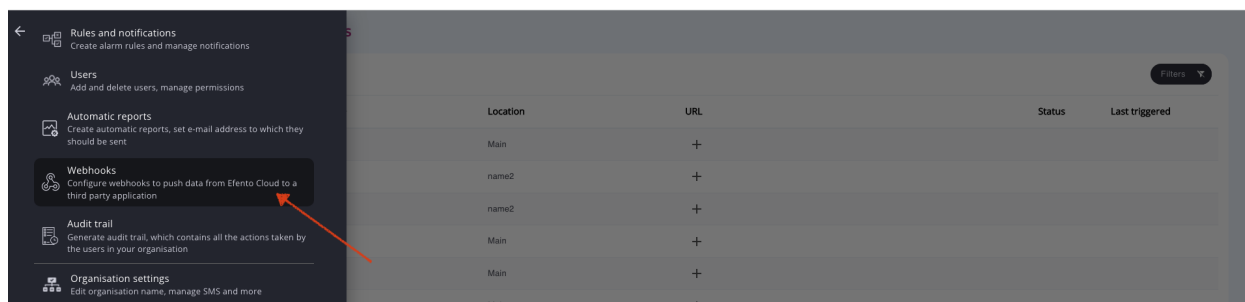 Rules and notifications
Create alarm rules and manage notifications
Users
Add and delete users, manage permissions
Automatic reports
Create automatic reports, set e-mail address to which they
should be sent
Webhooks
Configure webhooks to push data from Efento Cloud to a
third party application
Audit trail
Generate audit trail, which contains all the actions taken by
the users in your organisation
Organisation settings
Edit organisation name, manage SMS and more
s
Filters
Location URL Status Last triggered
Main +
name2 +
name2 +
Main +
Main +